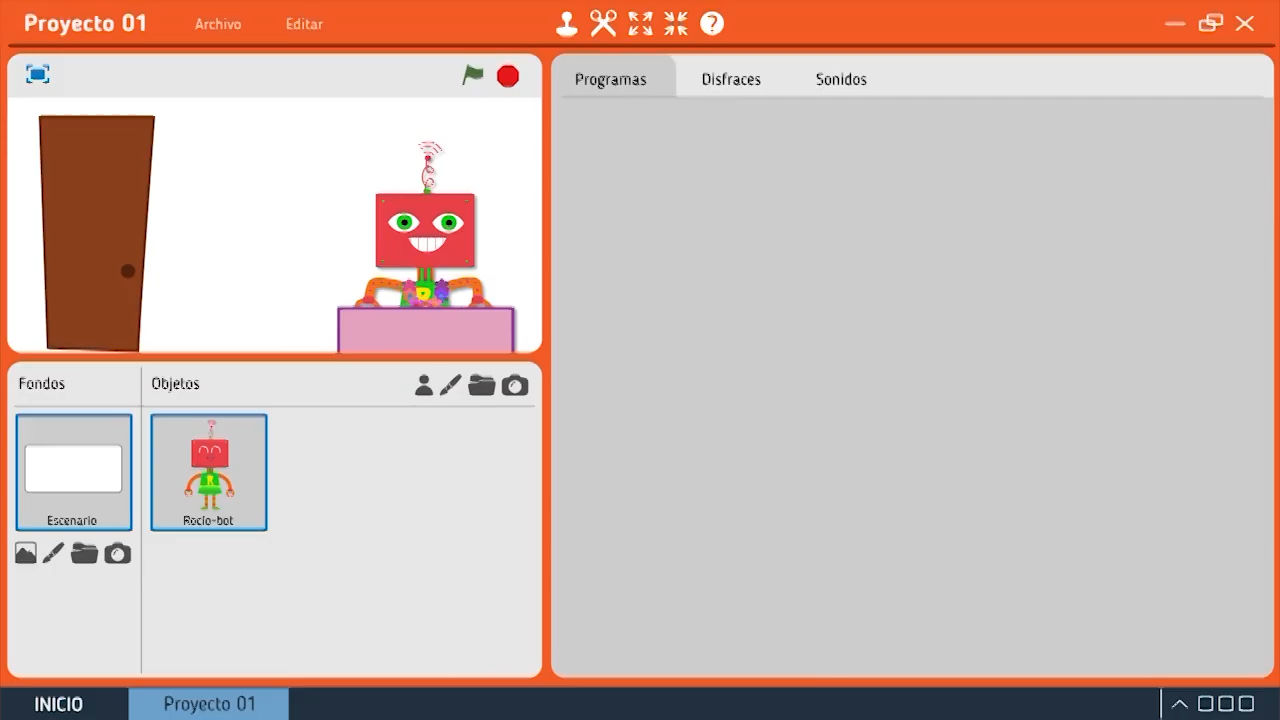 Proyecto 01 Archivo Editar
Programas Disfraces Sonidos
R
Fondos Objetos
R
Escenario Rocío-bot
INICIO Proyecto 01